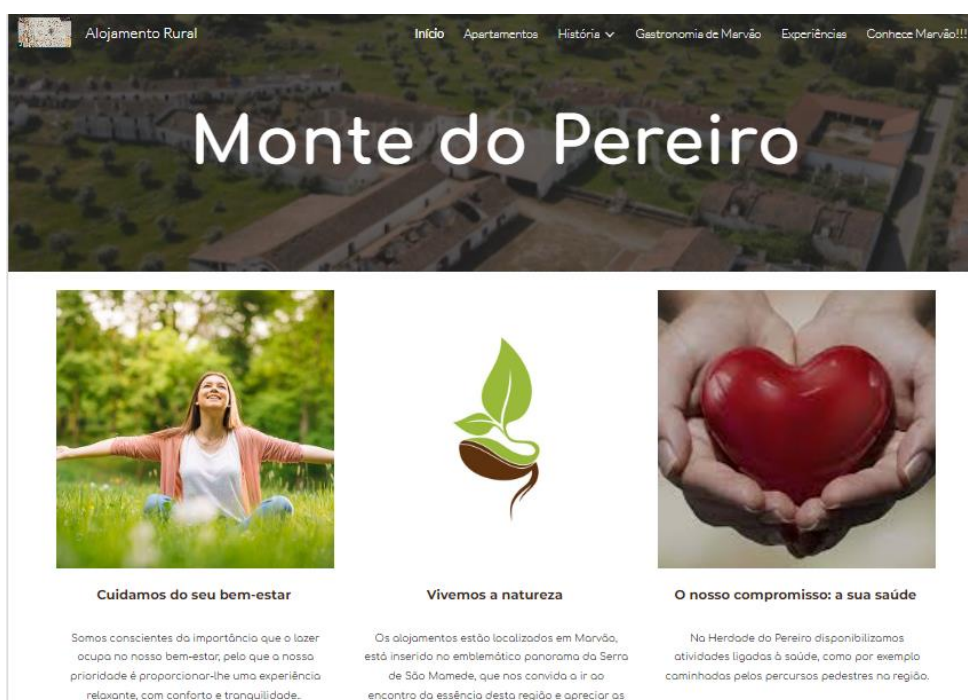 Alojamento Rural
Início Apartamentos História Gastronomia de Marvão Experiências Conhece Marvão!!!
Monte do Pereiro
Cuidamos do seu bem-estar
Somos conscientes da importância que o lazer
ocupa no nosso bem-estar, pelo que a nossa
prioridade é proporcionar-lhe uma experiência
relaxante, com conforto e tranquilidade.
Vivemos a natureza
Os alojamentos estão localizados em Marvão,
está inserido no emblemático panorama da Serra
de São Mamede, que nos convida a ir ao
encontro da essência desta região e apreciar as
O nosso compromisso: a sua saúde
Na Herdade do Pereiro disponibilizamos
atividades ligadas à saúde, como por exemplo
caminhadas pelos percursos pedestres na região.